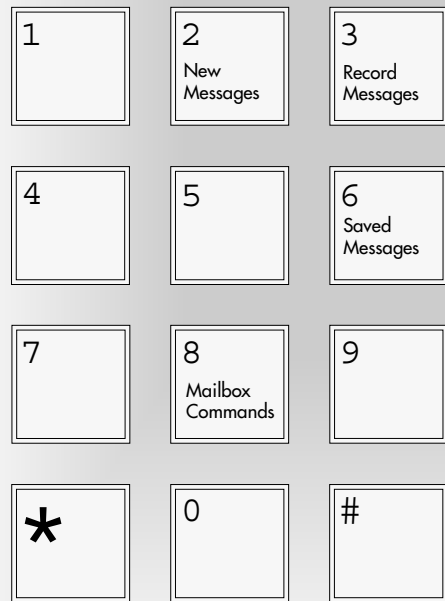 1
2
New
Messages
3
Record
Messages
4
5
6
Saved
Messages
7
8
Mailbox
Commands
9
*
0
#